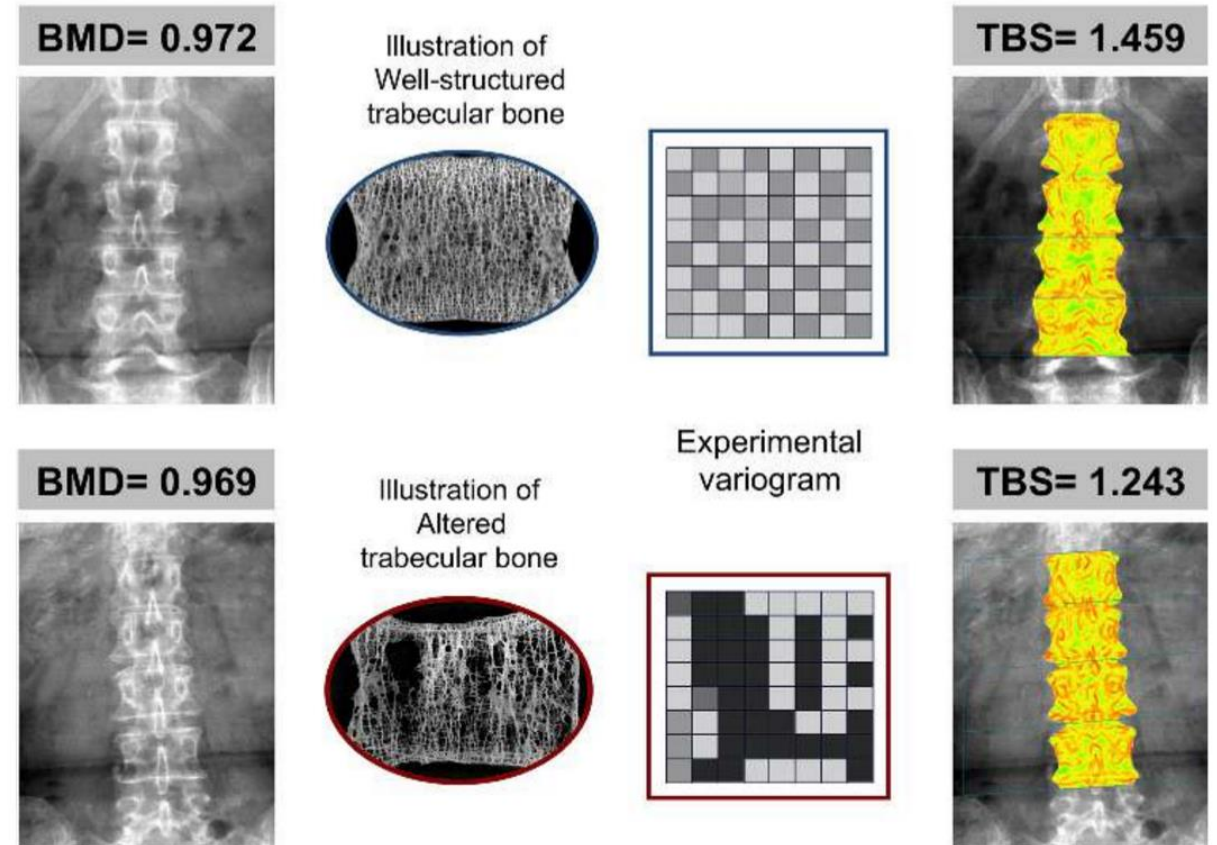 BMD= 0.972
Illustration of
Well-structured
trabecular bone
TBS= 1.459
Experimental
variogram
BMD= 0.969
Illustration of
Altered
trabecular bone
TBS= 1.243